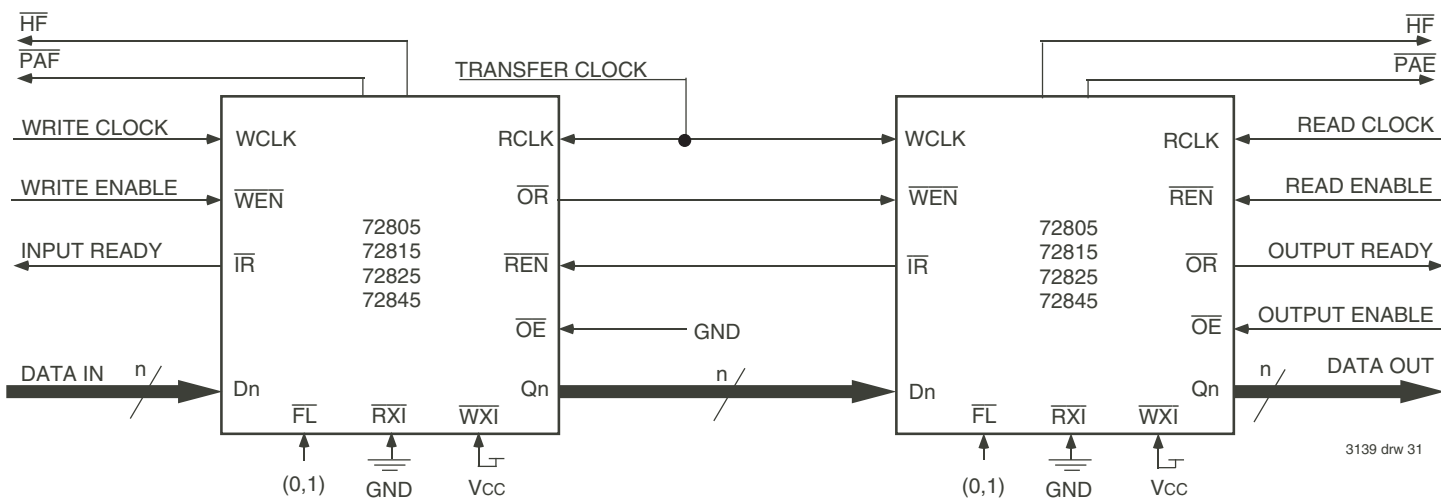 HF HF
PAF PAE
TRANSFER CLOCK
WRITE CLOCK WCLK RCLK WCLK RCLK READ CLOCK
WRITE ENABLE WEN OR WEN REN READ ENABLE
72805 72805
72815 72815
INPUT READY IR REN IR OR OUTPUT READY
72825 72825
72845 72845
OE GND OE OUTPUT ENABLE
DATA IN n Dn Qn n Dn Qn n DATA OUT
FL RXI WXI FL RXI WXI
3139 drw 31
(0,1) GND VCC (0,1) GND VCC